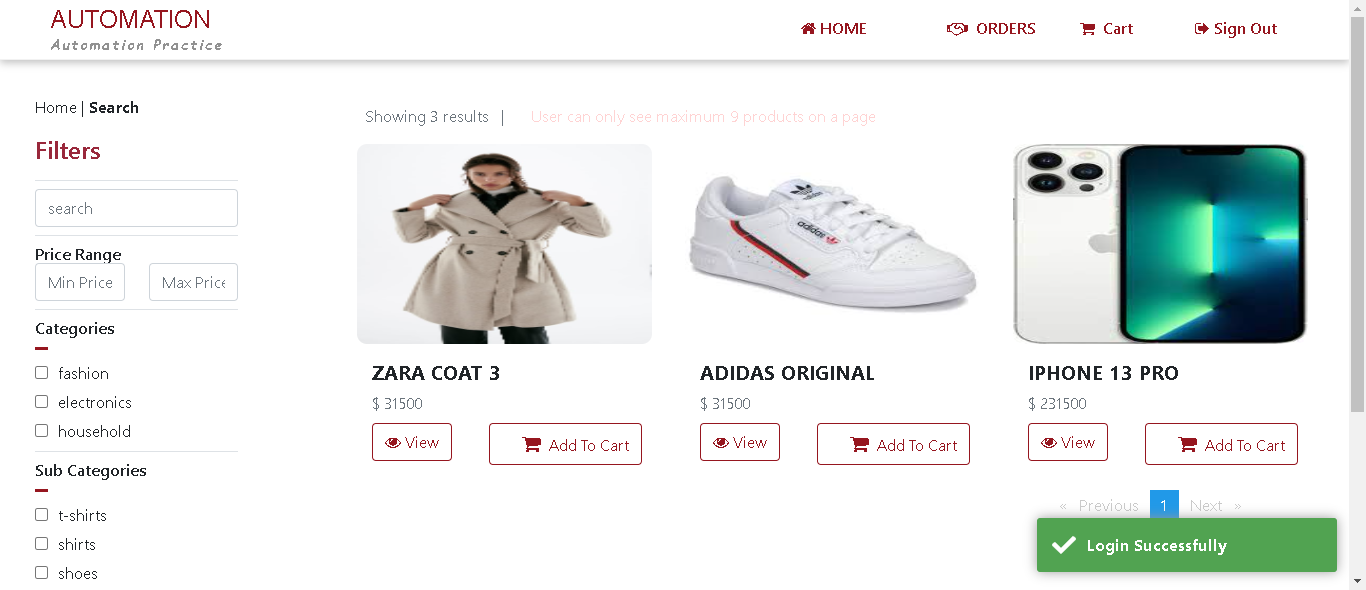 AUTOMATION
Automation Practice
HOME
ORDERS
Cart
Sign Out
Home | Search
Filters
search
Price Range
Min Price
Max Price
Categories
fashion
electronics
household
Sub Categories
t-shirts
shirts
shoes
Showing 3 results |
User can only see maximum 9 products on a page
adidas
ZARA COAT 3
$ 31500
View
Add To Cart
ADIDAS ORIGINAL
$ 31500
View
Add To Cart
IPHONE 13 PRO
$ 231500
View
Add To Cart
« Previous 1 Next »
Login Successfully